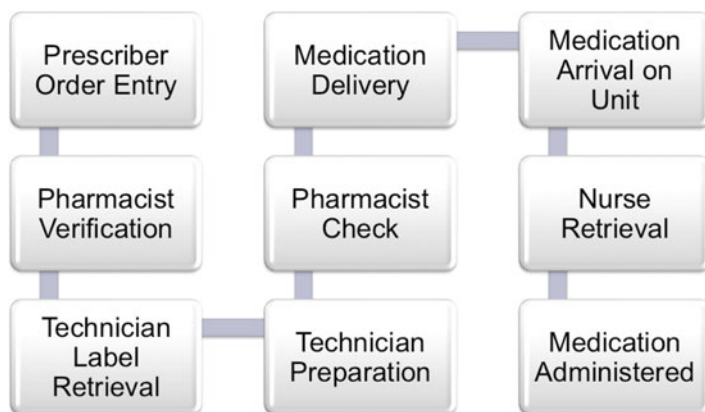 Prescriber
Order Entry
Pharmacist
Verification
Technician
Label
Retrieval
Technician
Preparation
Pharmacist
Check
Medication
Delivery
Medication
Arrival on
Unit
Nurse
Retrieval
Medication
Administered